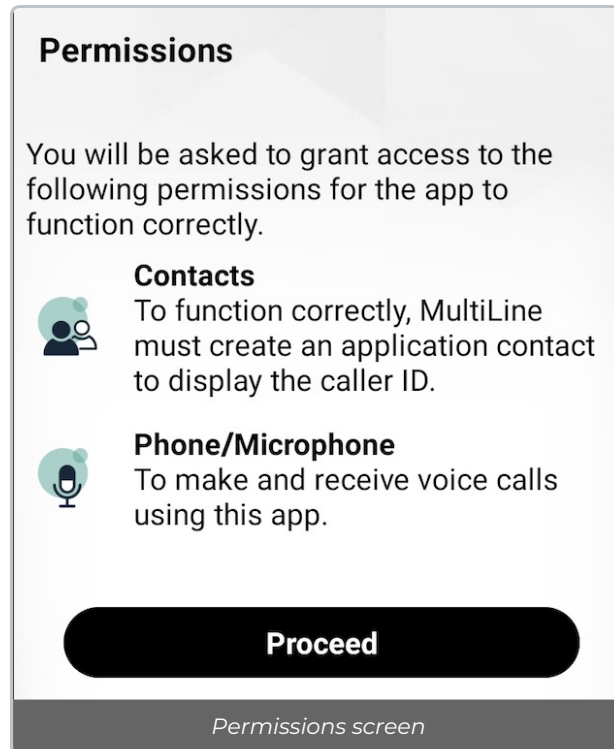 Permissions
You will be asked to grant access to the
following permissions for the app to
function correctly.
Contacts
To function correctly, MultiLine
must create an application contact
to display the caller ID.
Phone/Microphone
To make and receive voice calls
using this app.
Proceed
Permissions screen